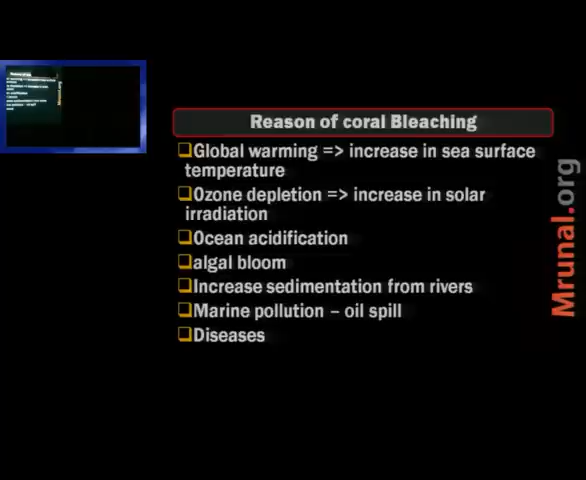 Reason of coral Bleaching
❑Global warming => increase in sea surface
temperature
❑Ozone depletion => increase in solar
irradiation
❑Ocean acidification
❑algal bloom
❑Increase sedimentation from rivers
❑Marine pollution – oil spill
❑Diseases
Mrunal.org